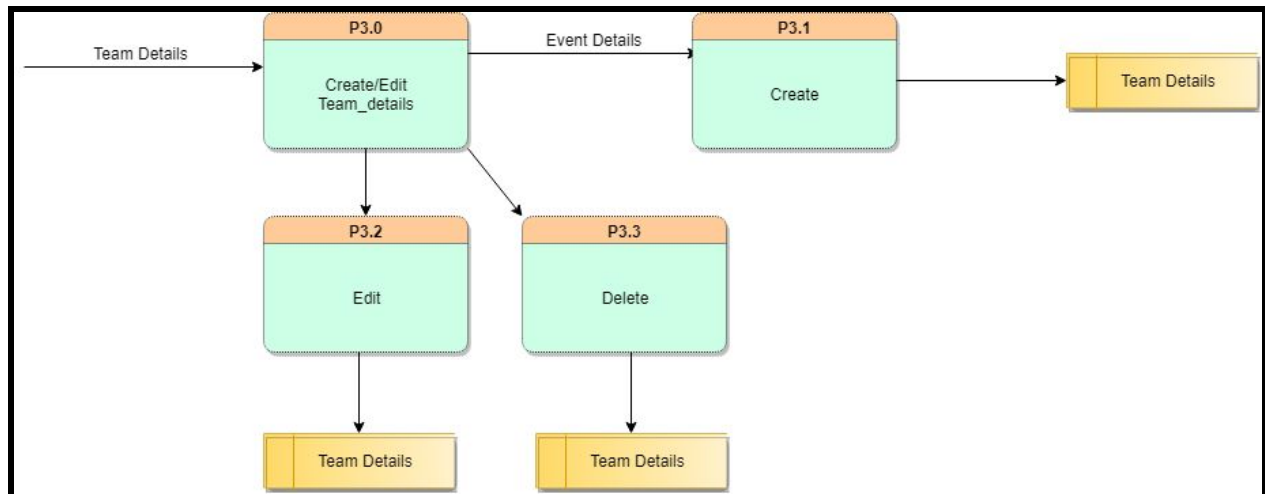 P3.0
P3.1
Team Details
Event Details
Create/Edit
Team_details
Create
Team Details
P3.2
P3.3
Edit
Delete
Team Details
Team Details